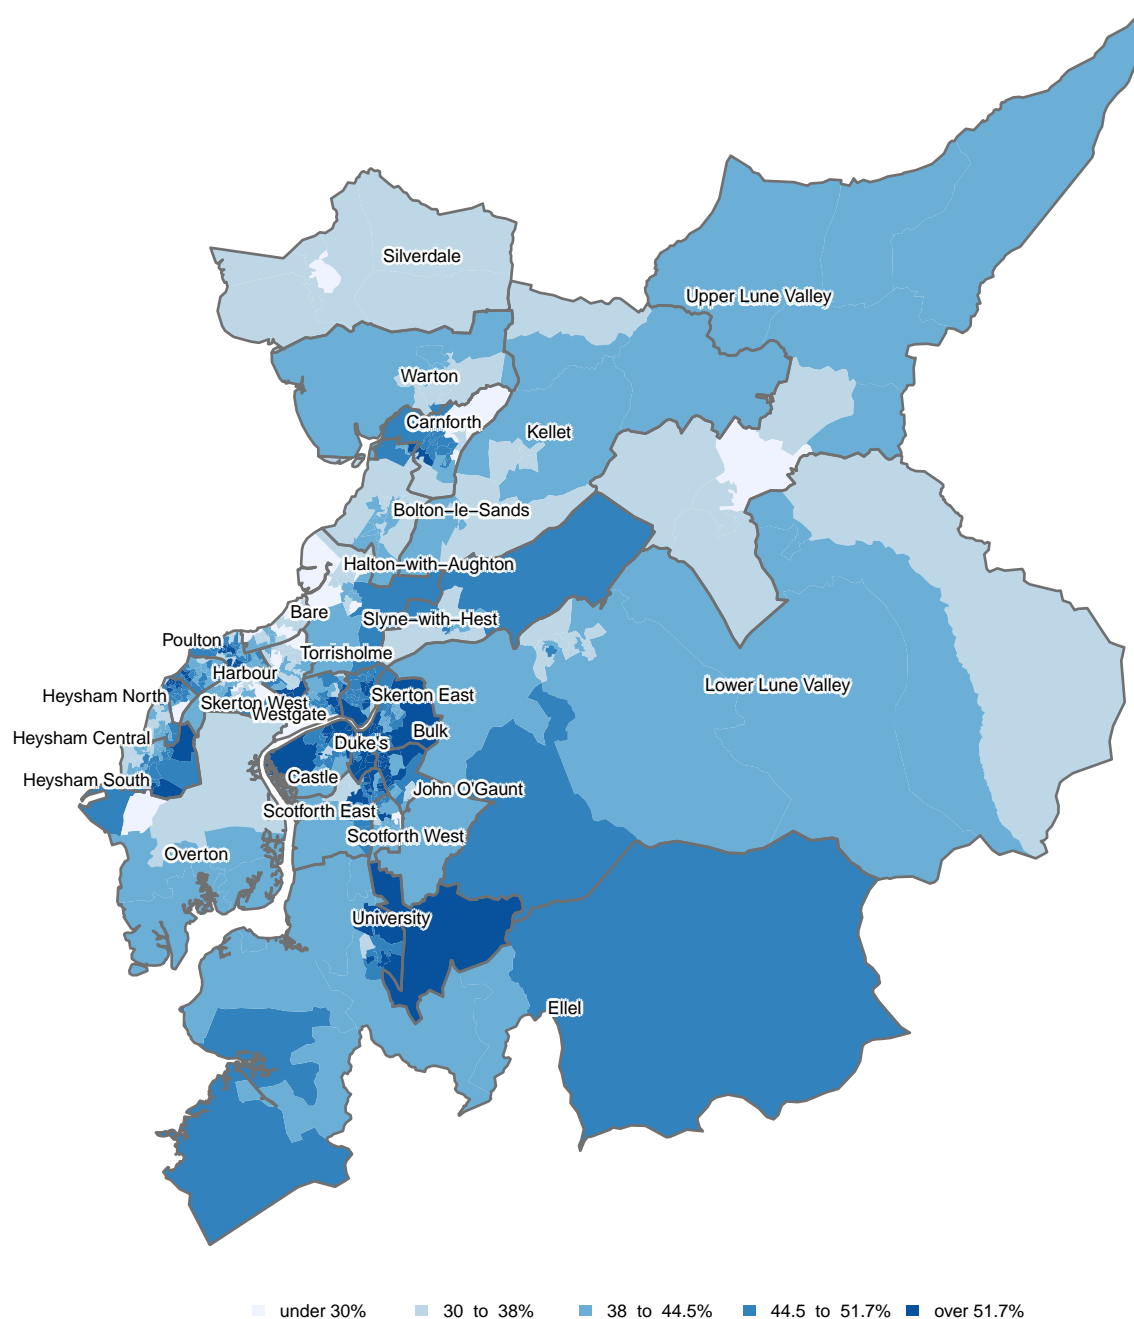 Silverdale
Upper Lune Valley
Warton
Carnforth
Kellet
Bolton−le−Sands
Halton−with−Aughton
Bare
Slyne−with−Hest
Poulton
Torrisholme
Harbour
Lower Lune Valley
Heysham North
Skerton East
Skerton West
Westgate
Bulk
Heysham Central
Duke's
Castle
Heysham South
John O'Gaunt
Scotforth East
Scotforth West
Overton
University
Ellel
under 30%
30 to 38%
38 to 44.5%
44.5 to 51.7%
over 51.7%